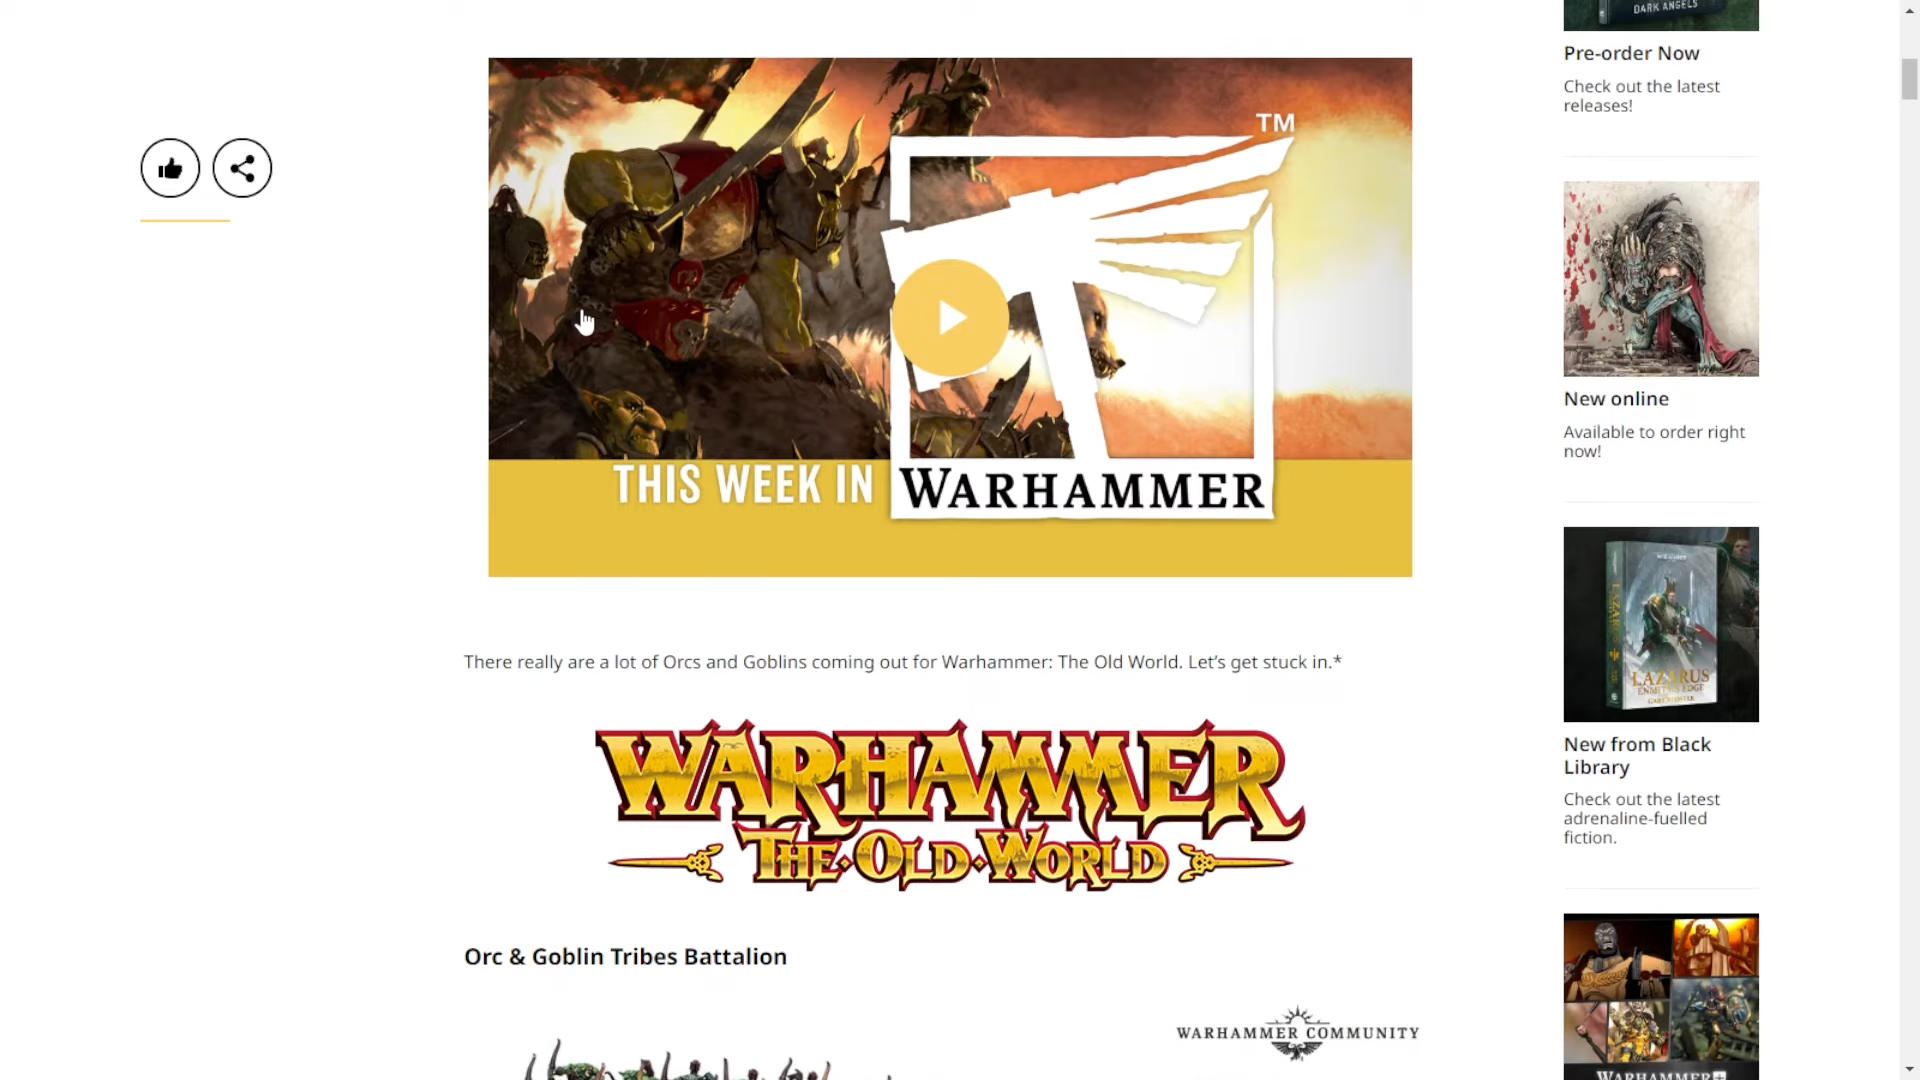 DARK ANGELS
Pre-order Now
Check out the latest
releases!
TM
THIS WEEK IN WARHAMMER
New online
Available to order right
now!
There really are a lot of Orcs and Goblins coming out for Warhammer: The Old World. Let’s get stuck in.*
WARHAMMER
THE•OLD•WORLD
LAZARUS
ENMITY'S EDGE
New from Black
Library
Check out the latest
adrenaline-fuelled
fiction.
Orc & Goblin Tribes Battalion
WARHAMMER COMMUNITY
WARHAMMER+